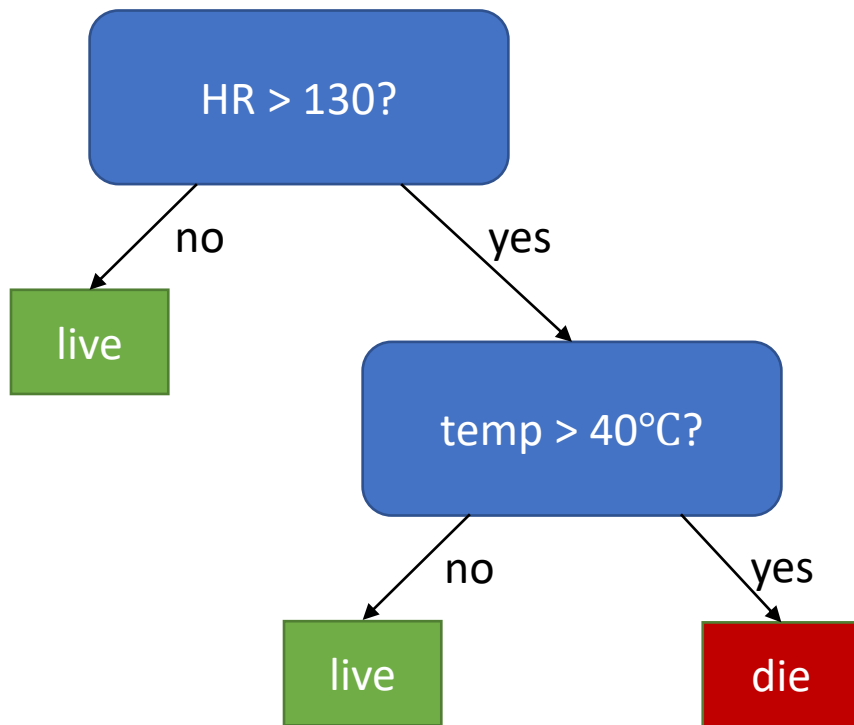 HR > 130?
no
yes
live
temp > 40℃?
no
yes
live
die